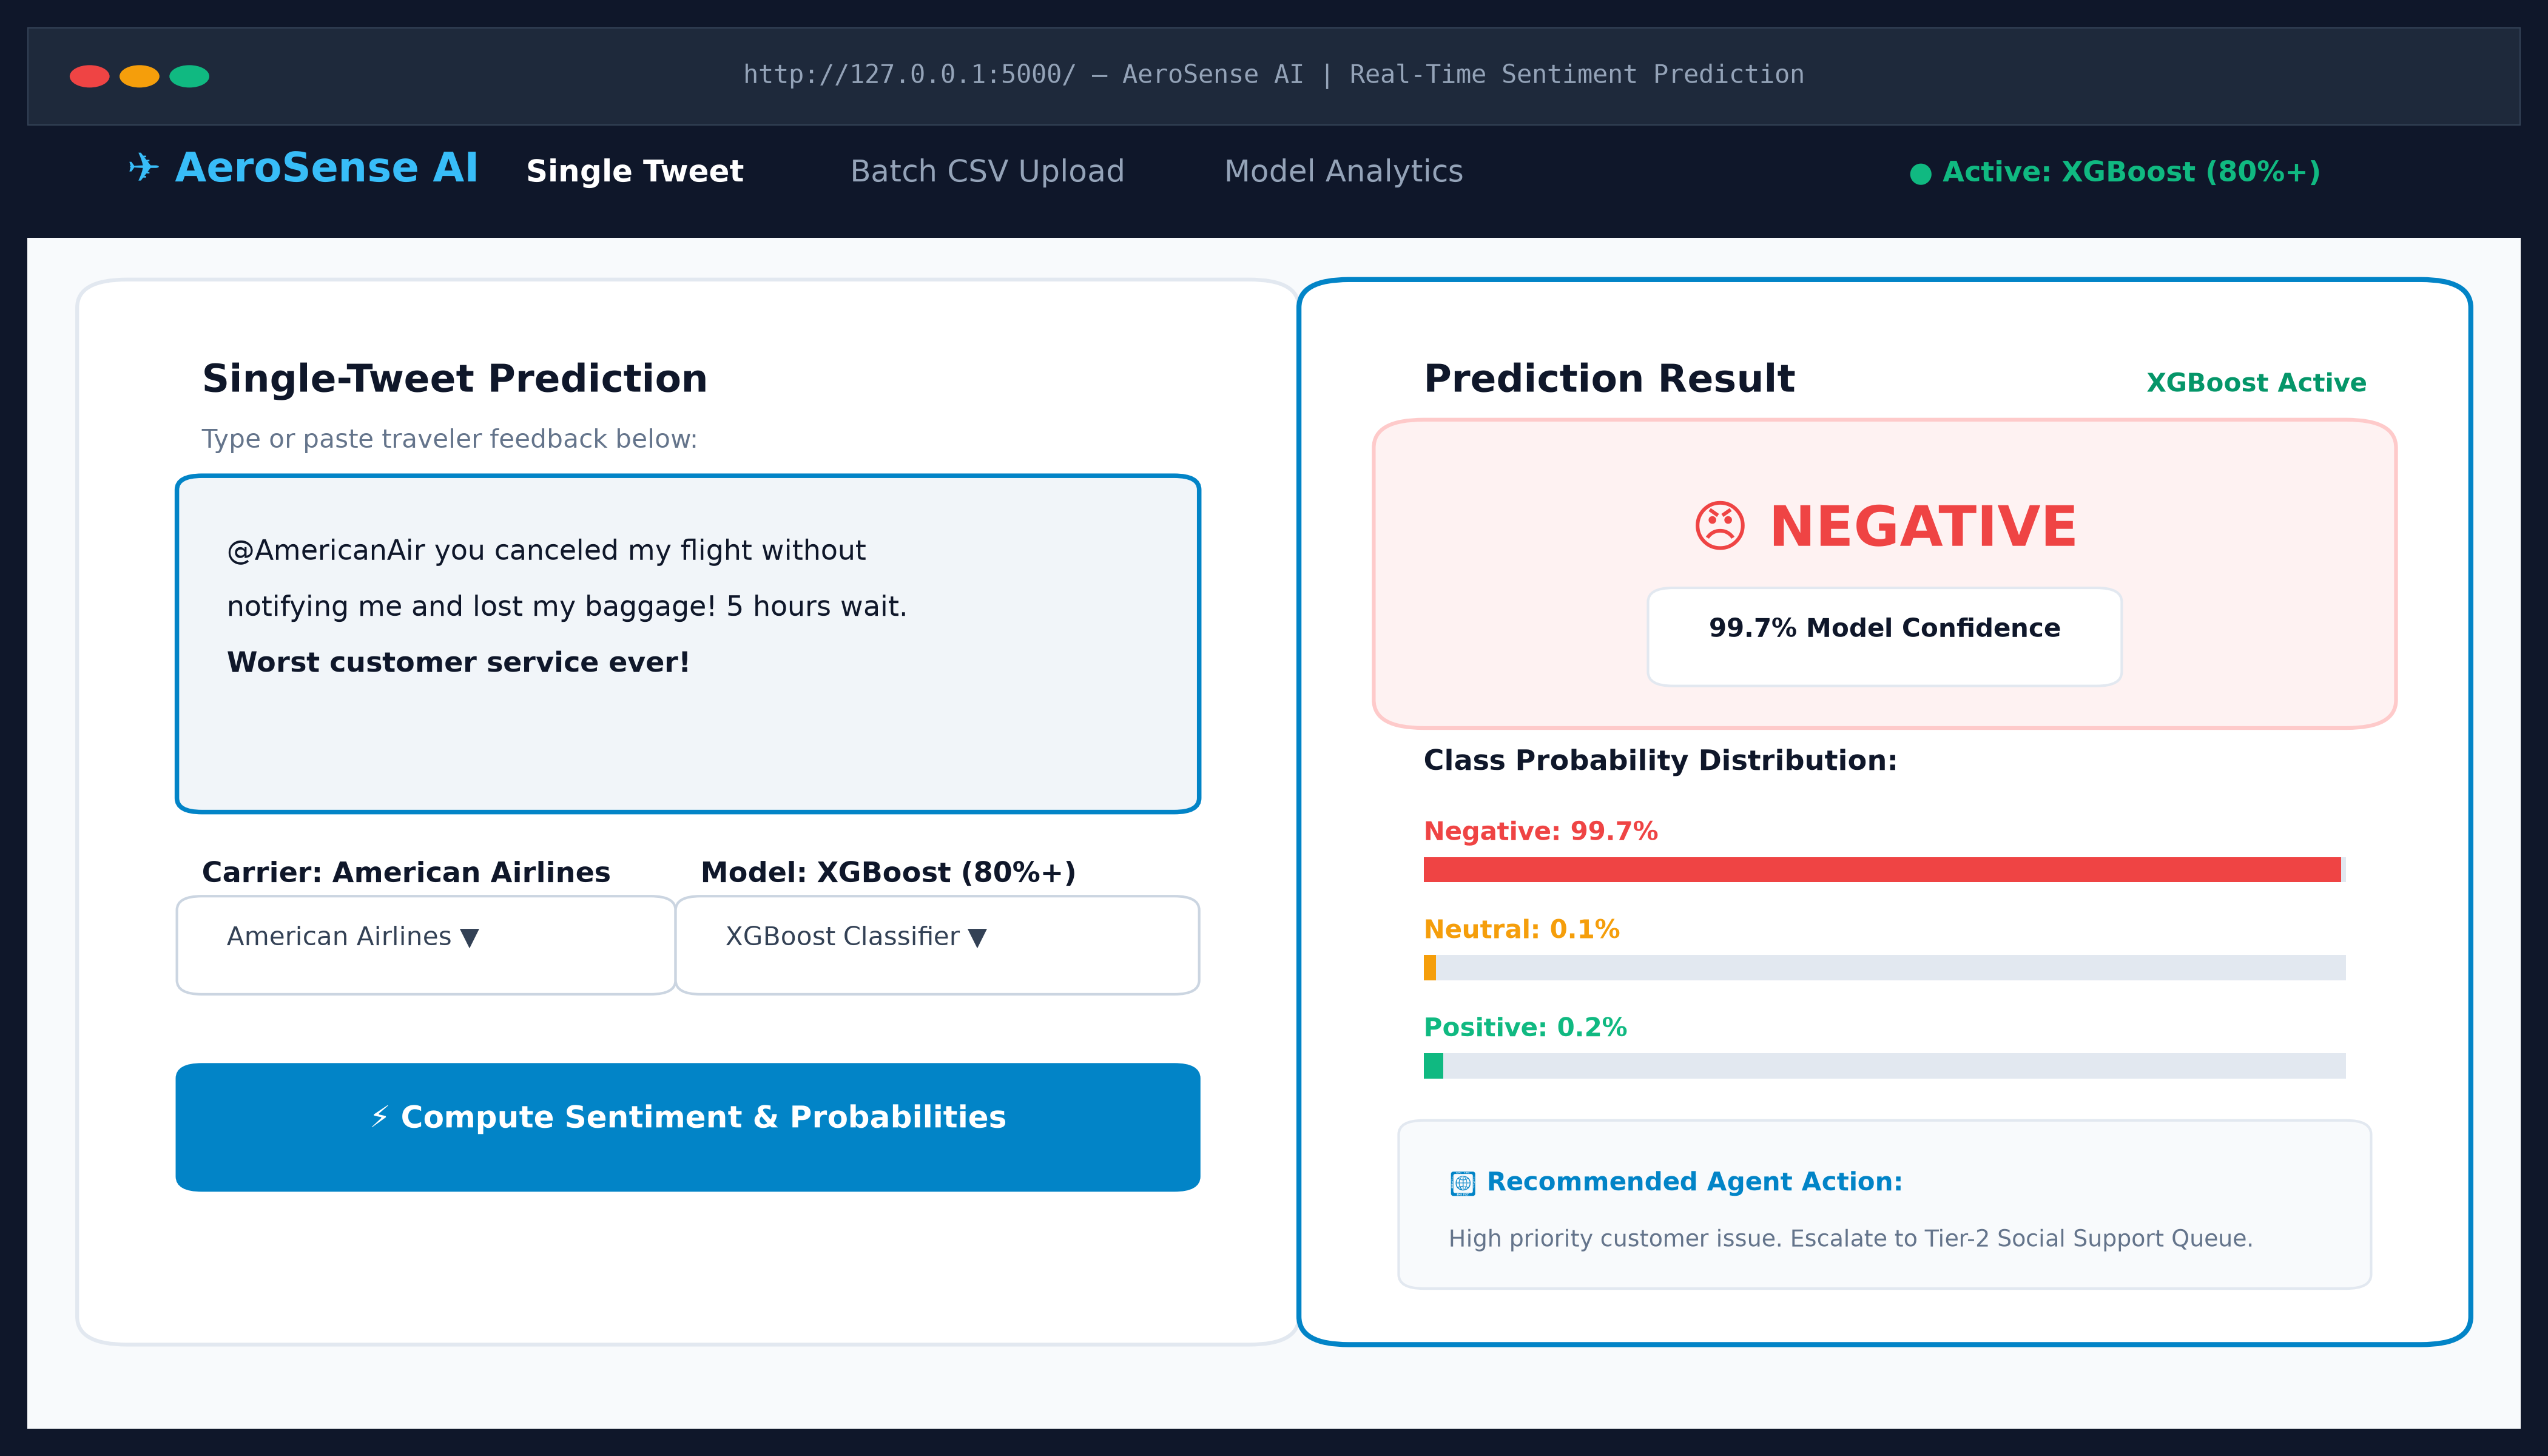 http://127.0.0.1:5000/ — AeroSense AI | Real-Time Sentiment Prediction
✈ AeroSense AI Single Tweet Batch CSV Upload Model Analytics ● Active: XGBoost (80%+)
Single-Tweet Prediction
Type or paste traveler feedback below:
@AmericanAir you canceled my flight without
notifying me and lost my baggage! 5 hours wait.
Worst customer service ever!
Carrier: American Airlines
American Airlines ▼
Model: XGBoost (80%+)
XGBoost Classifier ▼
⚡ Compute Sentiment & Probabilities
Prediction Result
XGBoost Active
😠 NEGATIVE
99.7% Model Confidence
Class Probability Distribution:
Negative: 99.7%
Neutral: 0.1%
Positive: 0.2%
Recommended Agent Action:
High priority customer issue. Escalate to Tier-2 Social Support Queue.